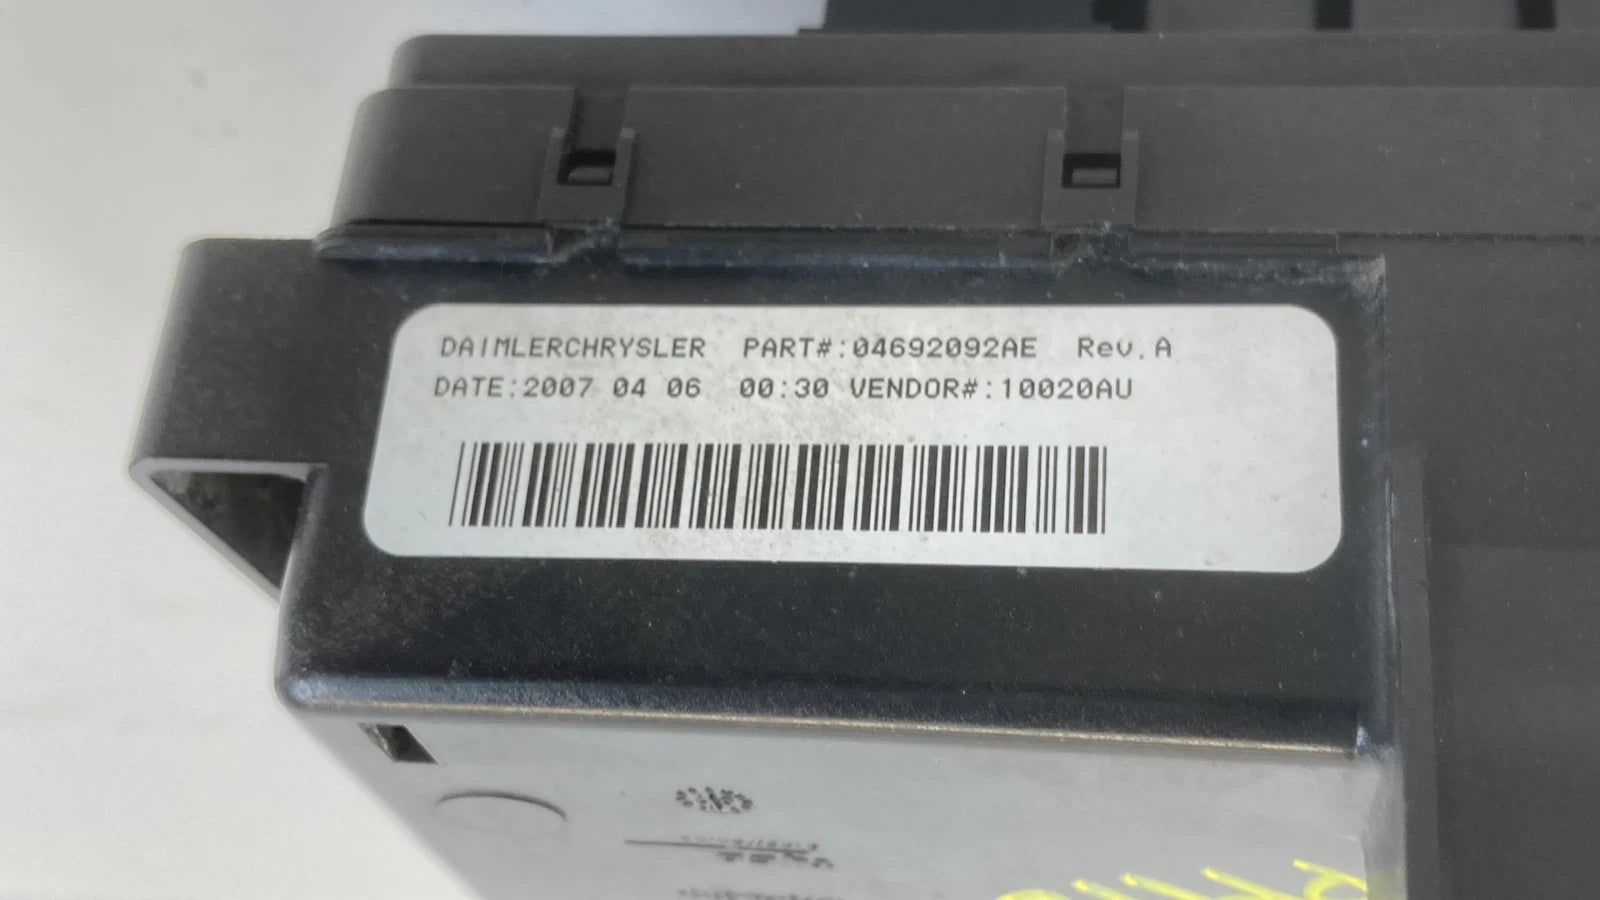 DAIMLERCHRYSLER PART#:04692092AE Rev.A
DATE:2007 04 06 00:30 VENDOR#:10020AU